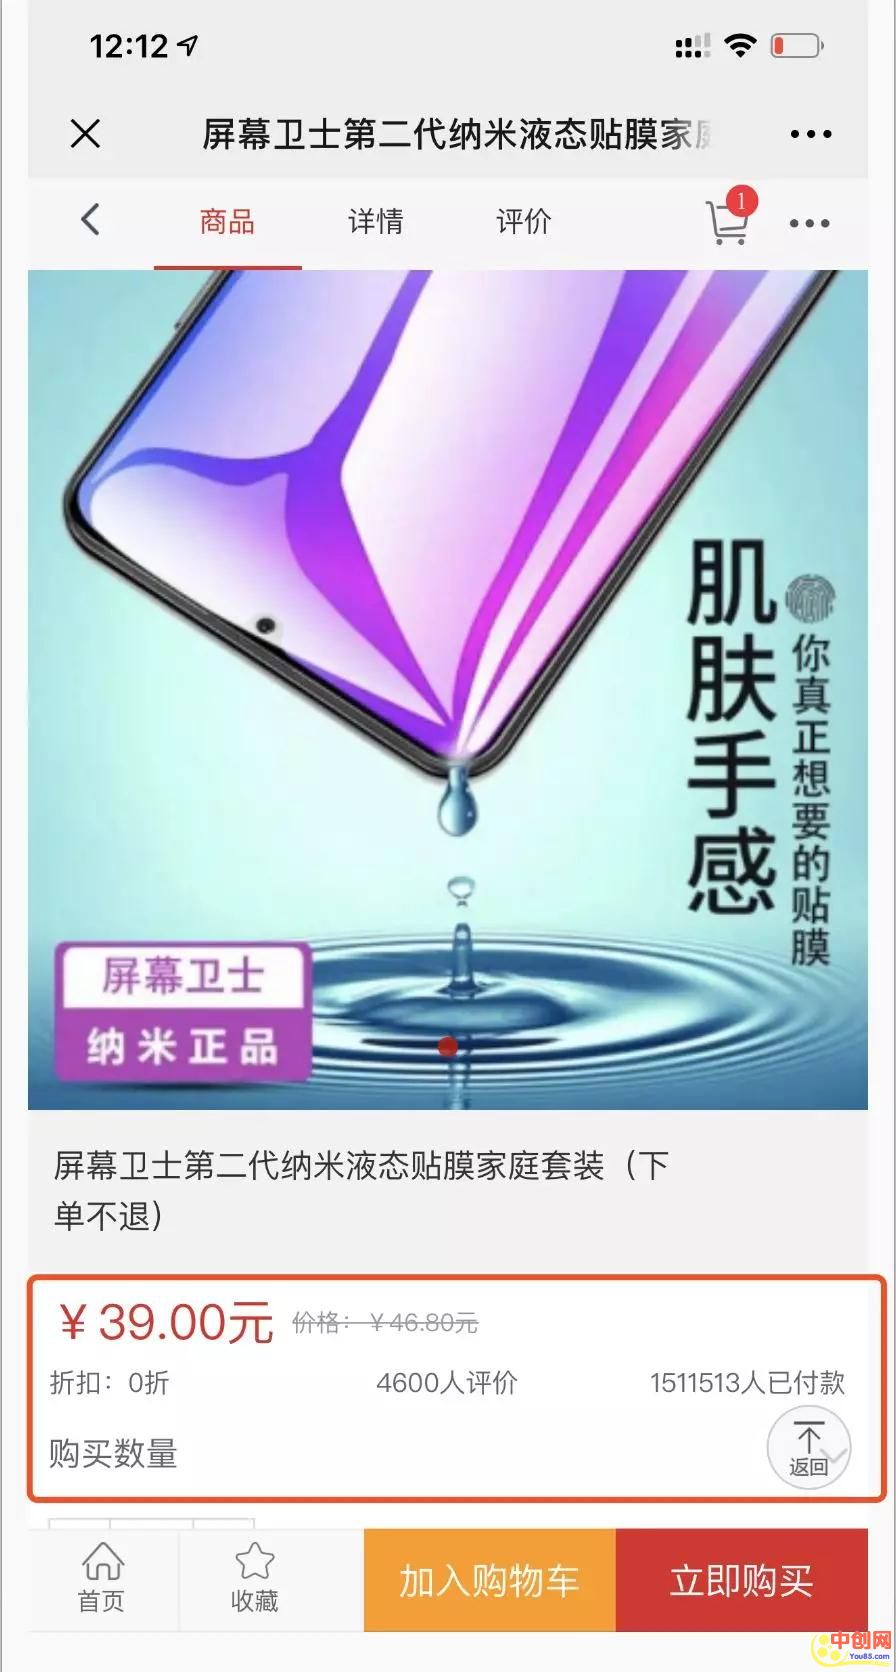 12:12
屏幕卫士第二代纳米液态贴膜家庭
商品 详情 评价 1
肌肤手感
你真正想要的贴膜
屏幕卫士
纳米正品
屏幕卫士第二代纳米液态贴膜家庭套装（下
单不退）
￥39.00元 价格：￥46.80元
折扣：0折 4600人评价 1511513人已付款
购买数量
返回
首页 收藏 加入购物车 立即购买
中创网
You85.com